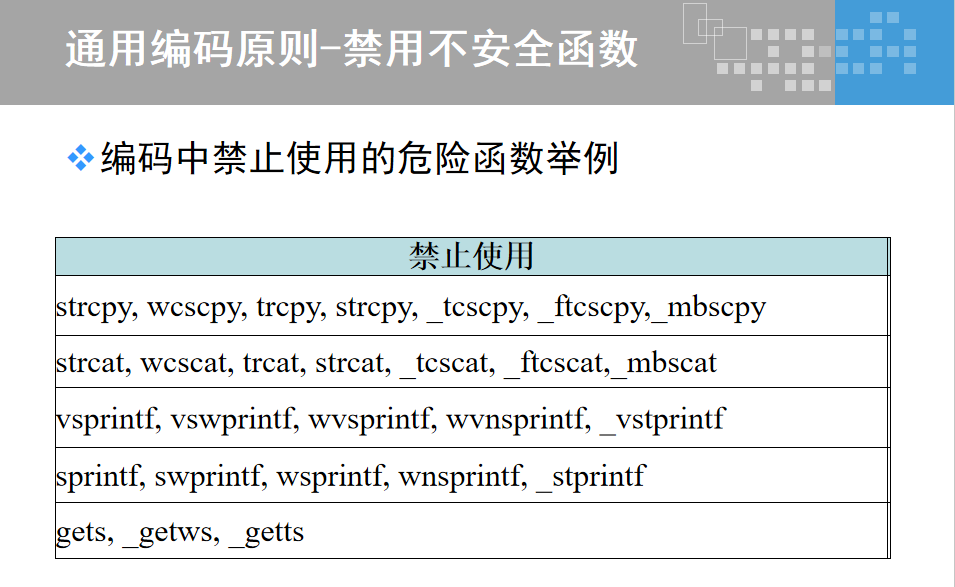 通用编码原则-禁用不安全函数
编码中禁止使用的危险函数举例
禁止使用
strcpy, wcscpy, trcpy, strcpy, _tcscpy, _ftcscpy,_mbscpy
strcat, wcscat, trcat, strcat, _tcscat, _ftcscat,_mbscat
vsprintf, vswprintf, wvsprintf, wvnsprintf, _vstprintf
sprintf, swprintf, wsprintf, wnsprintf, _stprintf
gets, _getws, _getts